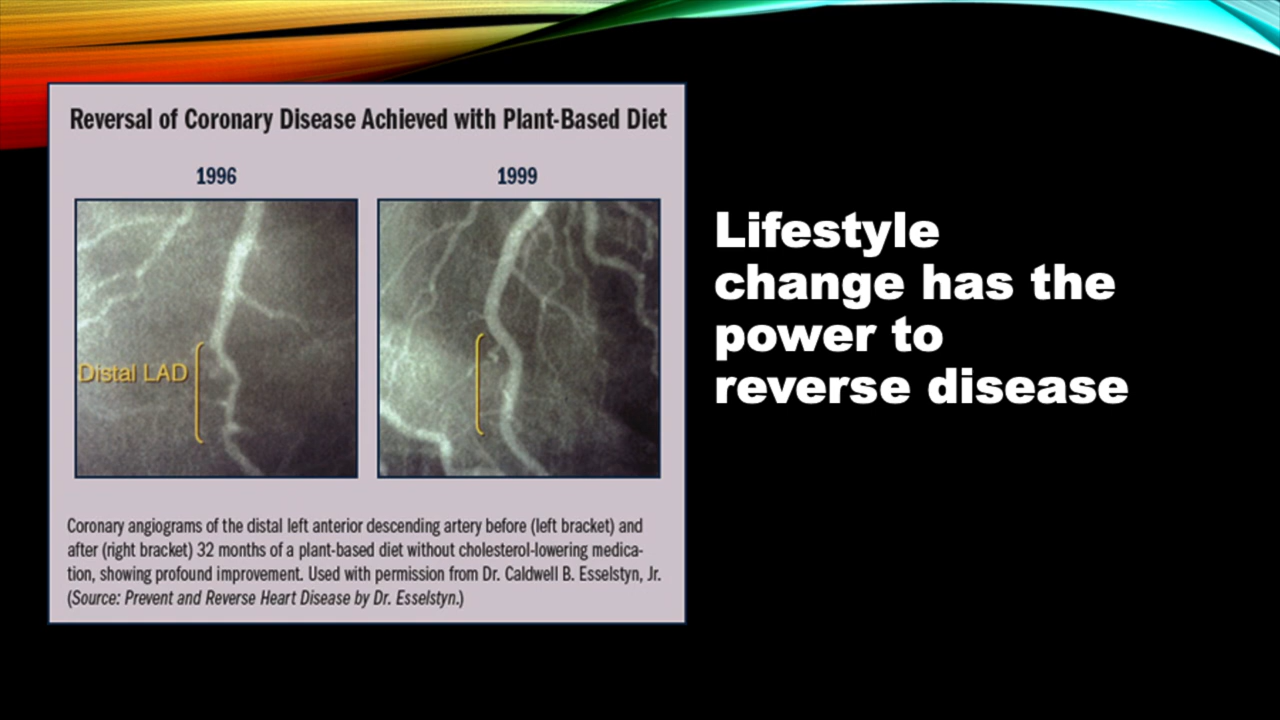 Reversal of Coronary Disease Achieved with Plant-Based Diet
1996
1999
Distal LAD
Coronary angiograms of the distal left anterior descending artery before (left bracket) and
after (right bracket) 32 months of a plant-based diet without cholesterol-lowering medica-
tion, showing profound improvement. Used with permission from Dr. Caldwell B. Esselstyn, Jr.
(Source: Prevent and Reverse Heart Disease by Dr. Esselstyn.)
Lifestyle
change has the
power to
reverse disease